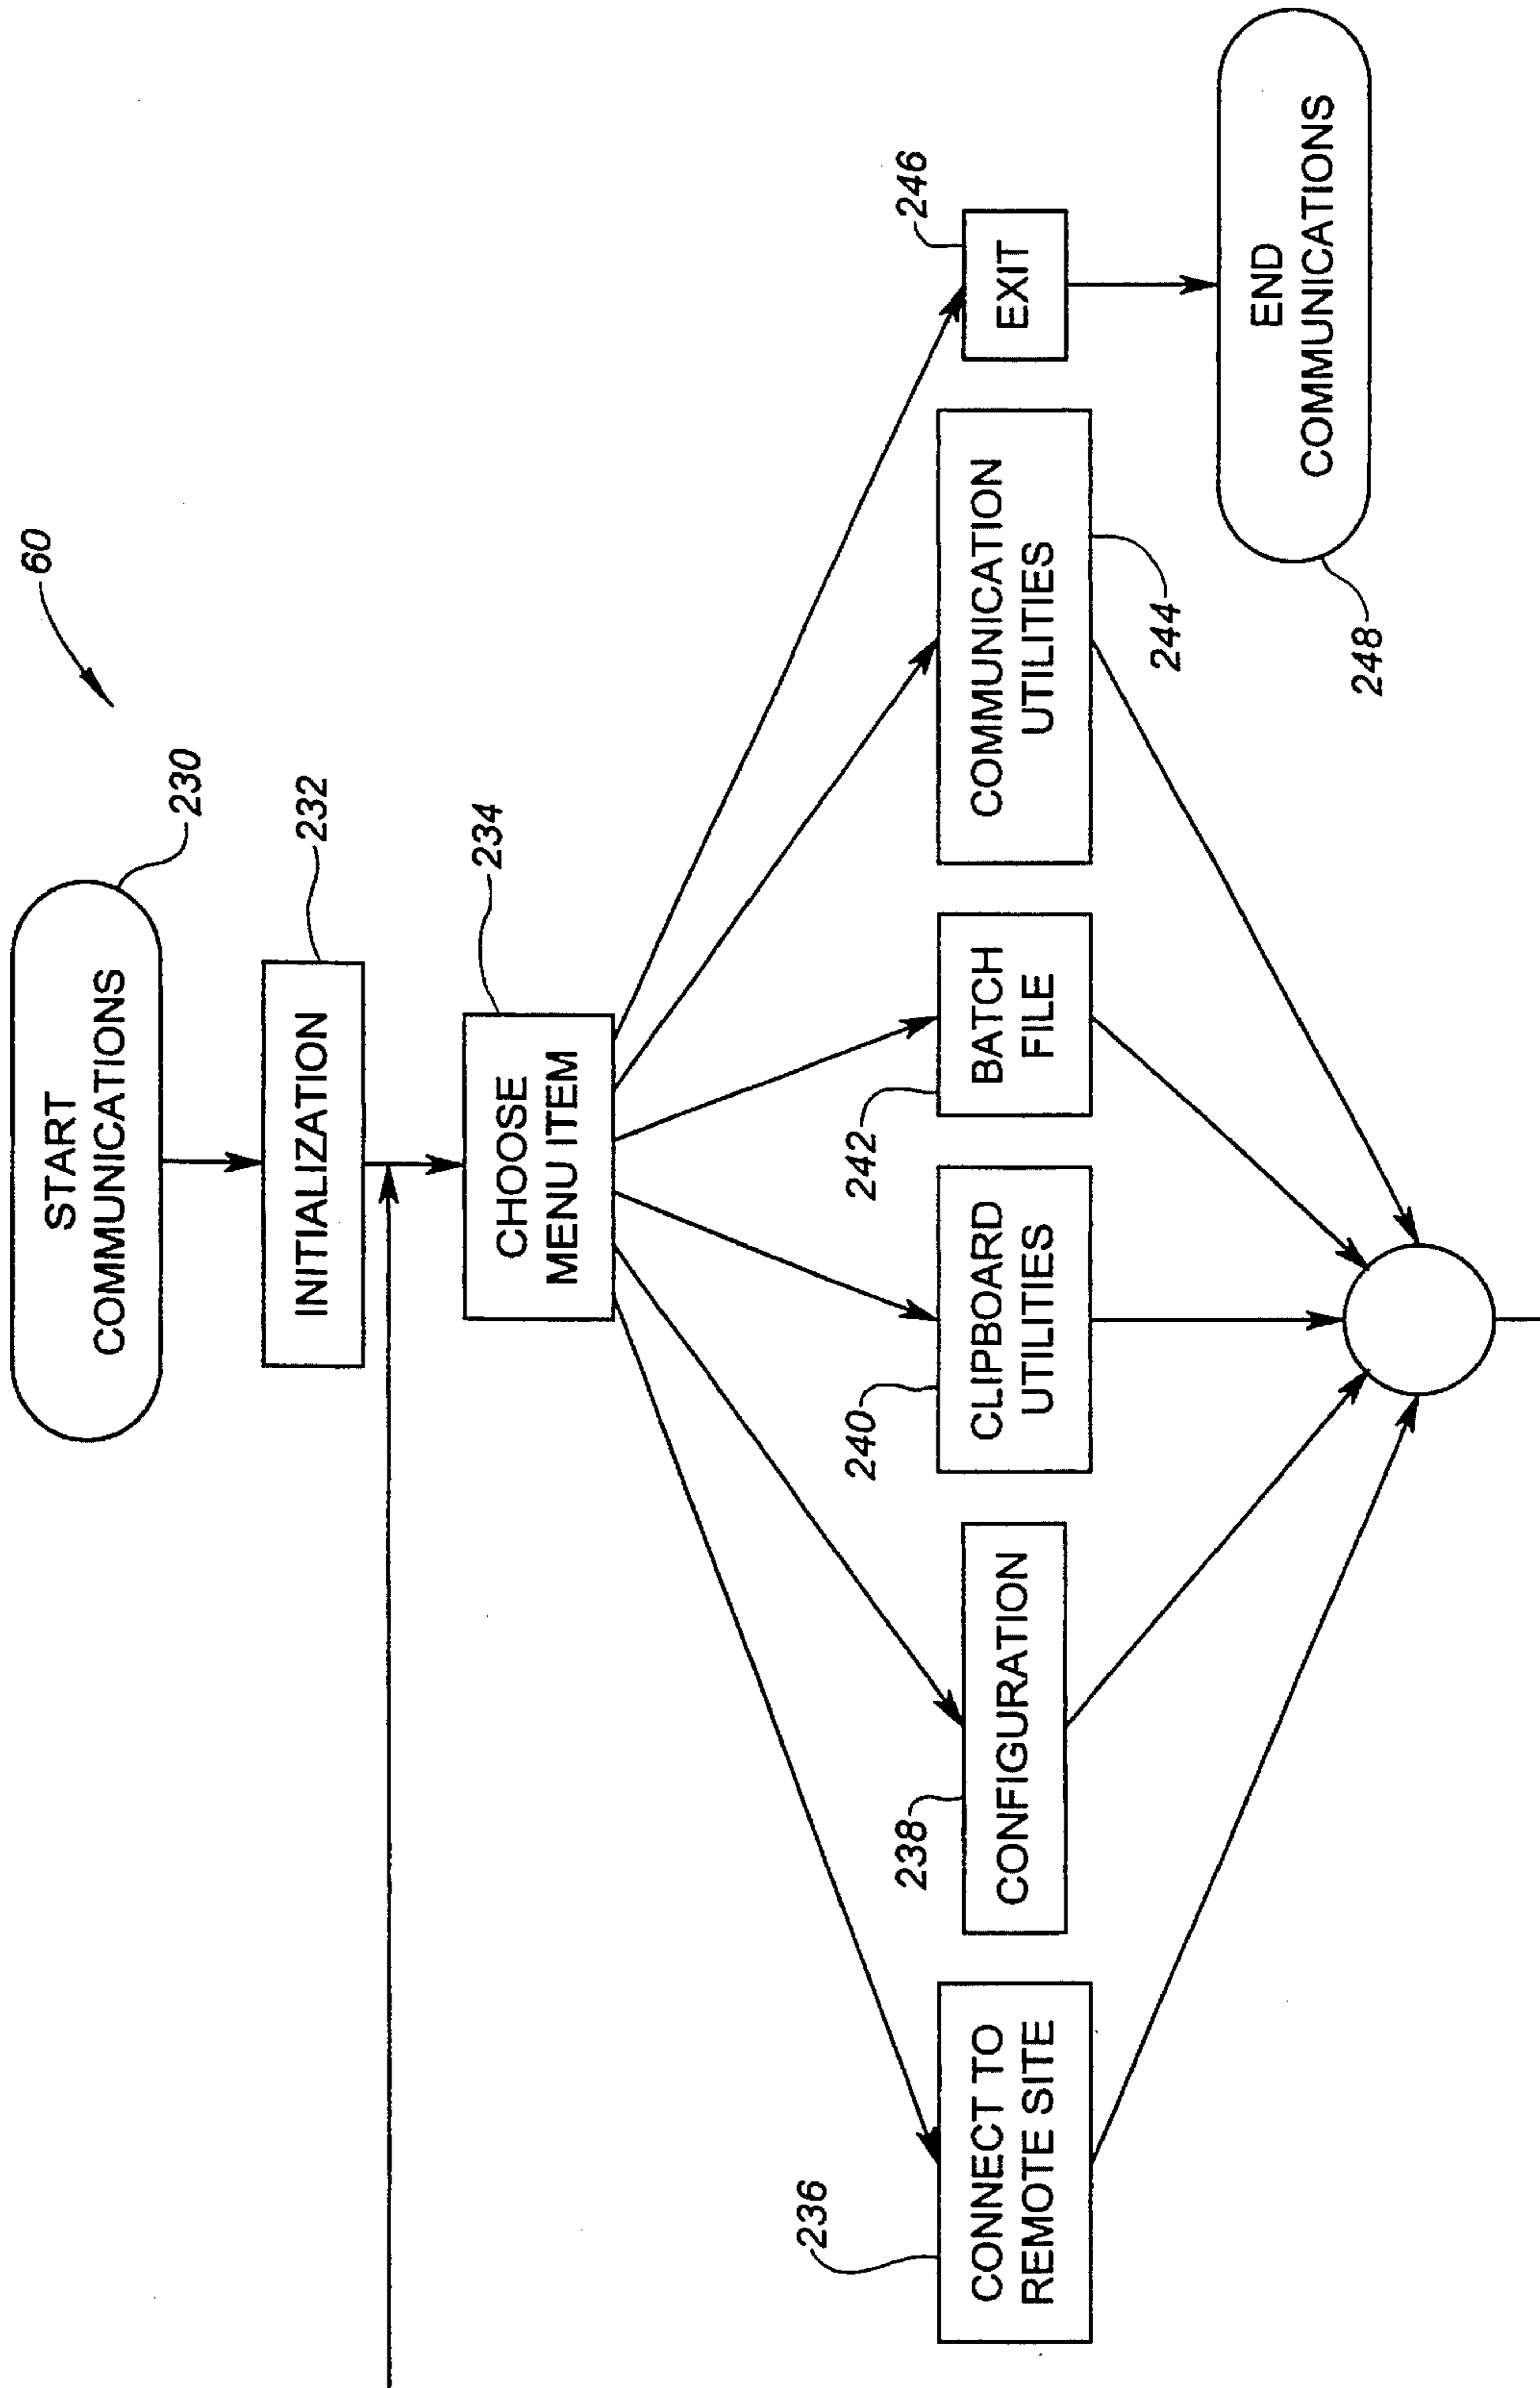 60
START
COMMUNICATIONS
230
INITIALIZATION
232
CHOOSE
MENU ITEM
234
236
CONNECT TO
REMOTE SITE
238
CONFIGURATION
240
CLIPBOARD
UTILITIES
242
BATCH
FILE
COMMUNICATION
UTILITIES
244
246
EXIT
END
COMMUNICATIONS
248